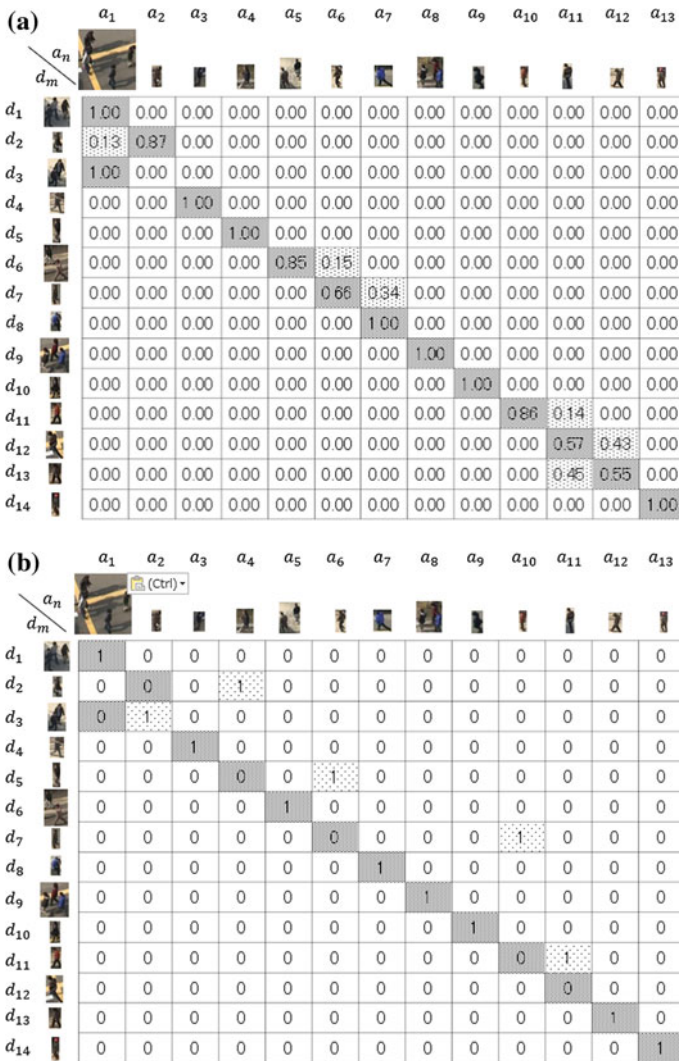 (a) a1 a2 a3 a4 a5 a6 a7 a8 a9 a10 a11 a12 a13
an
dm
d1 1.00 0.00 0.00 0.00 0.00 0.00 0.00 0.00 0.00 0.00 0.00 0.00 0.00
d2 0.13 0.87 0.00 0.00 0.00 0.00 0.00 0.00 0.00 0.00 0.00 0.00 0.00
d3 1.00 0.00 0.00 0.00 0.00 0.00 0.00 0.00 0.00 0.00 0.00 0.00 0.00
d4 0.00 0.00 1.00 0.00 0.00 0.00 0.00 0.00 0.00 0.00 0.00 0.00 0.00
d5 0.00 0.00 0.00 1.00 0.00 0.00 0.00 0.00 0.00 0.00 0.00 0.00 0.00
d6 0.00 0.00 0.00 0.00 0.85 0.15 0.00 0.00 0.00 0.00 0.00 0.00 0.00
d7 0.00 0.00 0.00 0.00 0.00 0.66 0.34 0.00 0.00 0.00 0.00 0.00 0.00
d8 0.00 0.00 0.00 0.00 0.00 0.00 1.00 0.00 0.00 0.00 0.00 0.00 0.00
d9 0.00 0.00 0.00 0.00 0.00 0.00 0.00 1.00 0.00 0.00 0.00 0.00 0.00
d10 0.00 0.00 0.00 0.00 0.00 0.00 0.00 0.00 1.00 0.00 0.00 0.00 0.00
d11 0.00 0.00 0.00 0.00 0.00 0.00 0.00 0.00 0.00 0.86 0.14 0.00 0.00
d12 0.00 0.00 0.00 0.00 0.00 0.00 0.00 0.00 0.00 0.00 0.57 0.43 0.00
d13 0.00 0.00 0.00 0.00 0.00 0.00 0.00 0.00 0.00 0.00 0.45 0.55 0.00
d14 0.00 0.00 0.00 0.00 0.00 0.00 0.00 0.00 0.00 0.00 0.00 0.00 1.00
(b) a1 a2 a3 a4 a5 a6 a7 a8 a9 a10 a11 a12 a13
(Ctrl)
an
dm
d1 1 0 0 0 0 0 0 0 0 0 0 0 0
d2 0 0 0 1 0 0 0 0 0 0 0 0 0
d3 0 1 0 0 0 0 0 0 0 0 0 0 0
d4 0 0 1 0 0 0 0 0 0 0 0 0 0
d5 0 0 0 0 0 1 0 0 0 0 0 0 0
d6 0 0 0 0 1 0 0 0 0 0 0 0 0
d7 0 0 0 0 0 0 0 0 0 1 0 0 0
d8 0 0 0 0 0 0 1 0 0 0 0 0 0
d9 0 0 0 0 0 0 0 1 0 0 0 0 0
d10 0 0 0 0 0 0 0 0 1 0 0 0 0
d11 0 0 0 0 0 0 0 0 0 0 1 0 0
d12 0 0 0 0 0 0 0 0 0 0 0 0 0
d13 0 0 0 0 0 0 0 0 0 0 0 1 0
d14 0 0 0 0 0 0 0 0 0 0 0 0 1